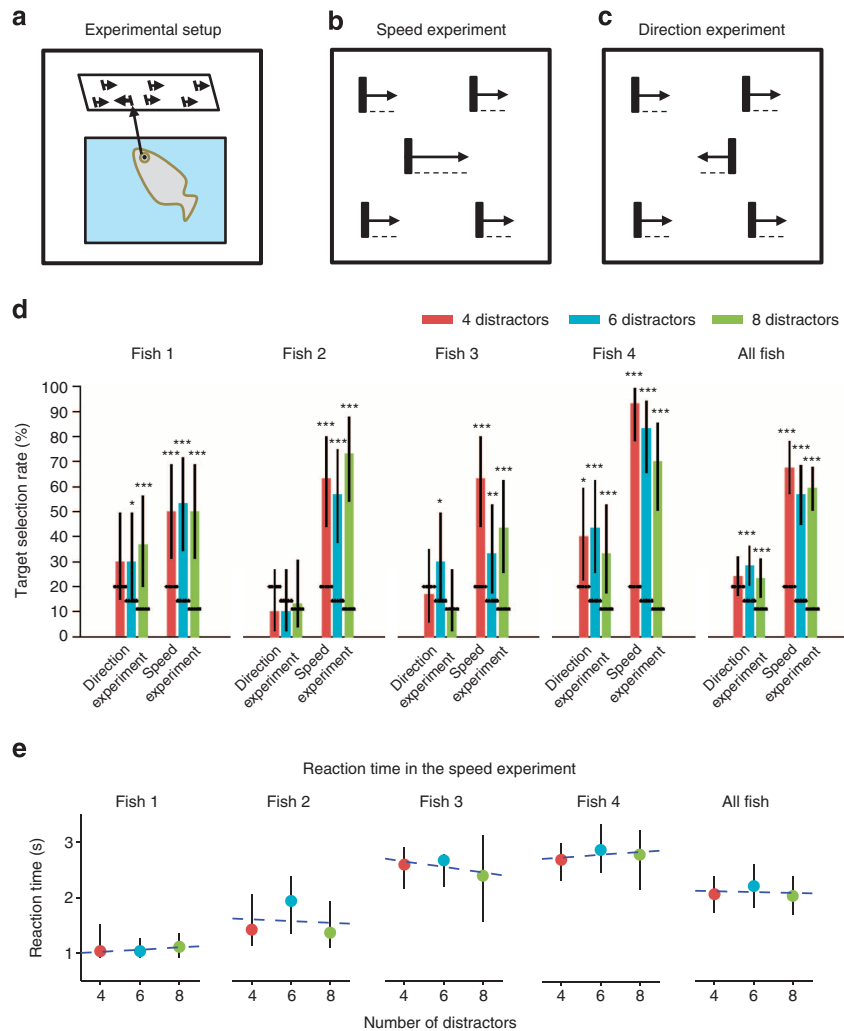 a Experimental setup
b Speed experiment
c Direction experiment
d
4 distractors 6 distractors 8 distractors
Fish 1 Fish 2 Fish 3 Fish 4 All fish
Target selection rate (%)
100
90
80
70
60
50
40
30
20
10
0
*** *** *** * ***
*** *** ***
*** *** ** *** *
*** *** *** * *** ***
*** *** *** *** ***
Direction experiment Speed experiment
Direction experiment Speed experiment
Direction experiment Speed experiment
Direction experiment Speed experiment
Direction experiment Speed experiment
e
Reaction time in the speed experiment
Fish 1 Fish 2 Fish 3 Fish 4 All fish
Reaction time (s)
3
2
1
4 6 8 4 6 8 4 6 8 4 6 8 4 6 8
Number of distractors